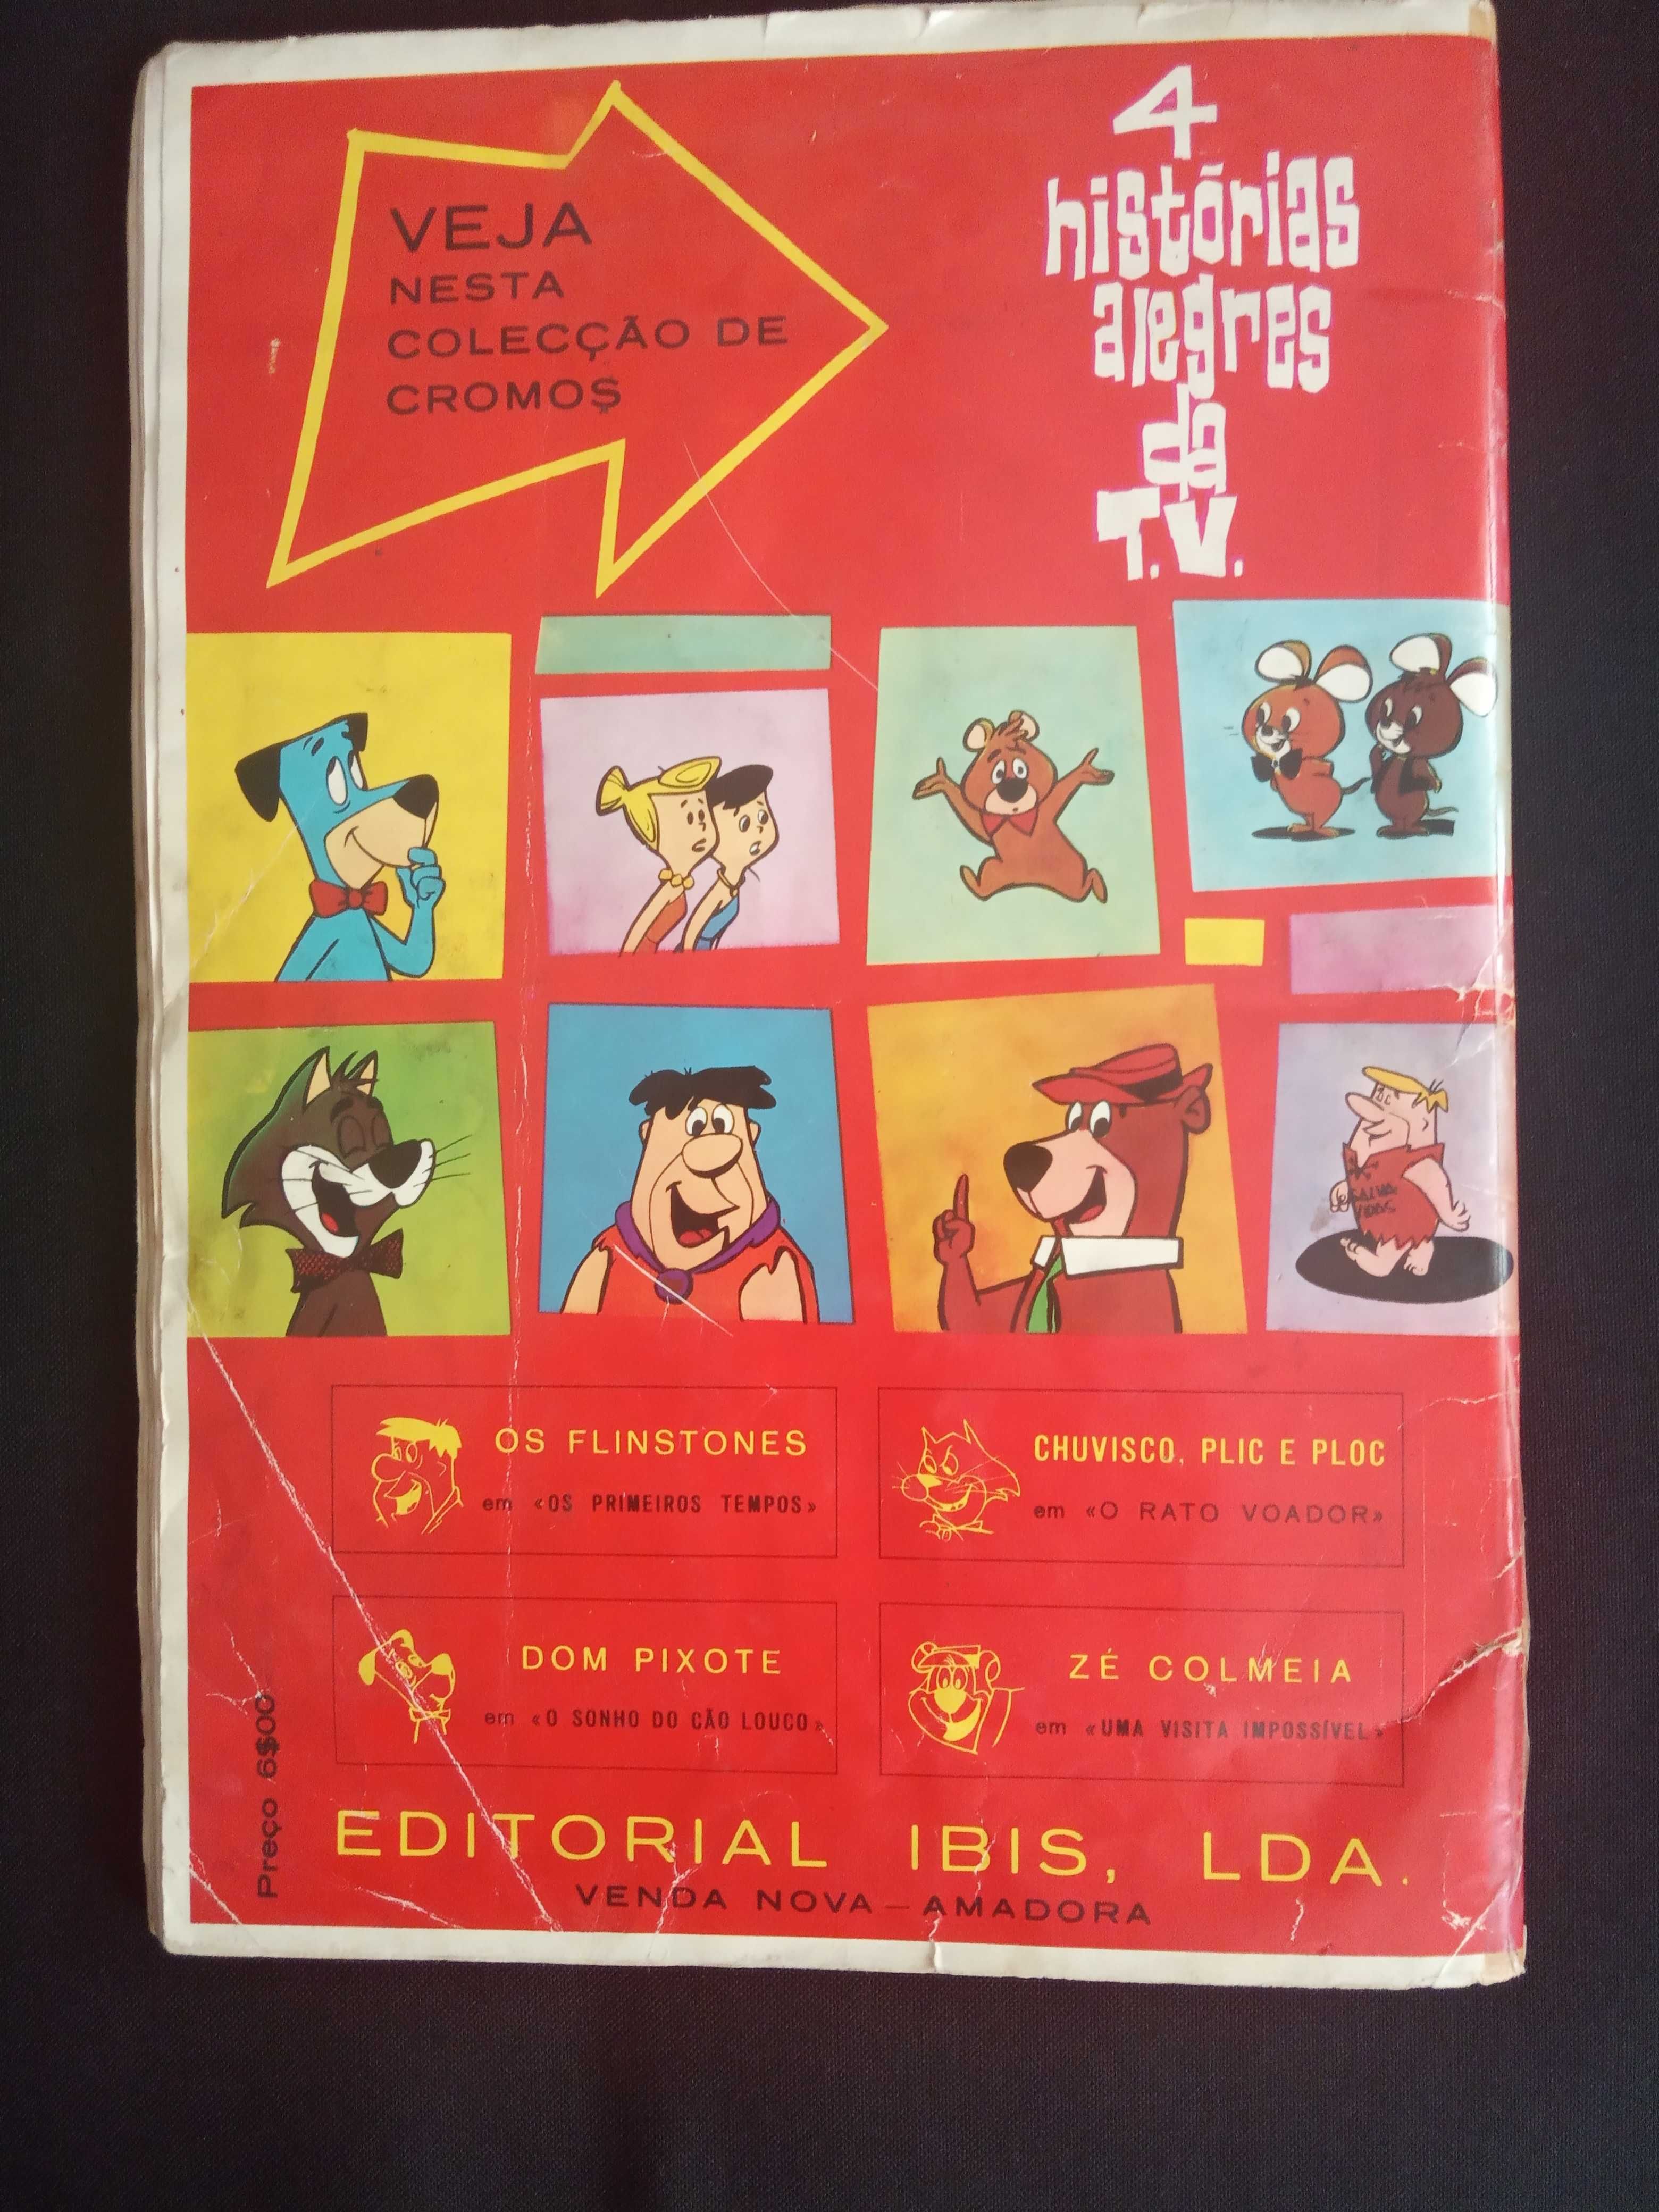 VEJA
NESTA
COLECÇÃO DE
CROMOS
4
histórias
alegres
da
T.V.
SALVA
VIDAS
OS FLINSTONES
em «OS PRIMEIROS TEMPOS»
CHUVISCO, PLIC E PLOC
em «O RATO VOADOR»
DOM PIXOTE
em «O SONHO DO CÃO LOUCO»
ZÉ COLMEIA
em «UMA VISITA IMPOSSÍVEL»
Preço 6$00
EDITORIAL IBIS, LDA.
VENDA NOVA — AMADORA